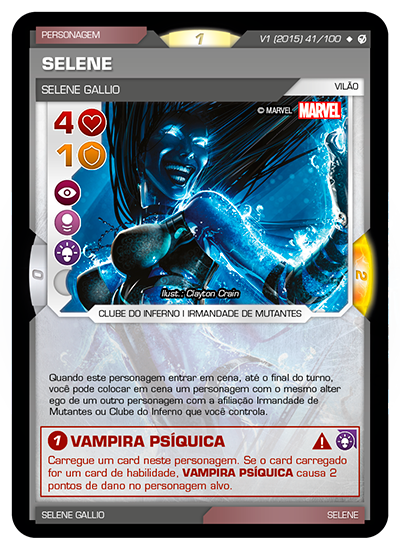 PERSONAGEM
1
V1 (2015) 41/100
SELENE
SELENE GALLIO
VILÃO
© MARVEL MARVEL
4
1
0
2
Ilust.: Clayton Crain
CLUBE DO INFERNO | IRMANDADE DE MUTANTES
Quando este personagem entrar em cena, até o final do turno,
você pode colocar em cena um personagem com o mesmo alter
ego de um outro personagem com a afiliação Irmandade de
Mutantes ou Clube do Inferno que você controla.
1 VAMPIRA PSÍQUICA
Carregue um card neste personagem. Se o card carregado
for um card de habilidade, VAMPIRA PSÍQUICA causa 2
pontos de dano no personagem alvo.
SELENE GALLIO
SELENE